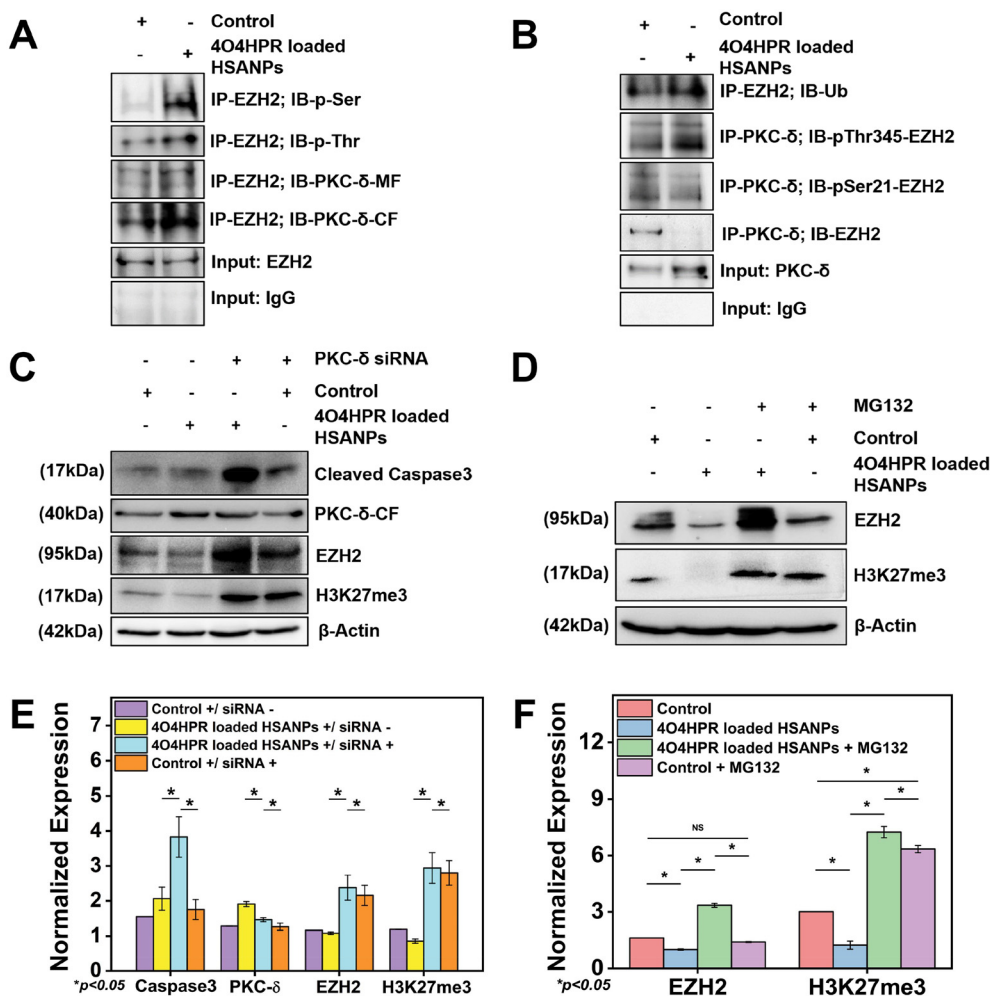 A
+ - Control
- + 4O4HPR loaded
HSANPs
IP-EZH2; IB-p-Ser
IP-EZH2; IB-p-Thr
IP-EZH2; IB-PKC-δ-MF
IP-EZH2; IB-PKC-δ-CF
Input: EZH2
Input: IgG
B
+ - Control
- + 4O4HPR loaded
HSANPs
IP-EZH2; IB-Ub
IP-PKC-δ; IB-pThr345-EZH2
IP-PKC-δ; IB-pSer21-EZH2
IP-PKC-δ; IB-EZH2
Input: PKC-δ
Input: IgG
C
- - + + PKC-δ siRNA
+ - - + Control
- + + - 4O4HPR loaded
HSANPs
(17kDa) Cleaved Caspase3
(40kDa) PKC-δ-CF
(95kDa) EZH2
(17kDa) H3K27me3
(42kDa) β-Actin
D
- - + + MG132
+ - - + Control
- + + - 4O4HPR loaded
HSANPs
(95kDa) EZH2
(17kDa) H3K27me3
(42kDa) β-Actin
E
Normalized Expression
7
6
5
4
3
2
1
0
Control +/ siRNA -
4O4HPR loaded HSANPs +/ siRNA -
4O4HPR loaded HSANPs +/ siRNA +
Control +/ siRNA +
* * * * * * * *
Caspase3 PKC-δ EZH2 H3K27me3
*p<0.05
F
Normalized Expression
12
9
6
3
0
Control
4O4HPR loaded HSANPs
4O4HPR loaded HSANPs + MG132
Control + MG132
NS
* * *
* * * *
EZH2 H3K27me3
*p<0.05